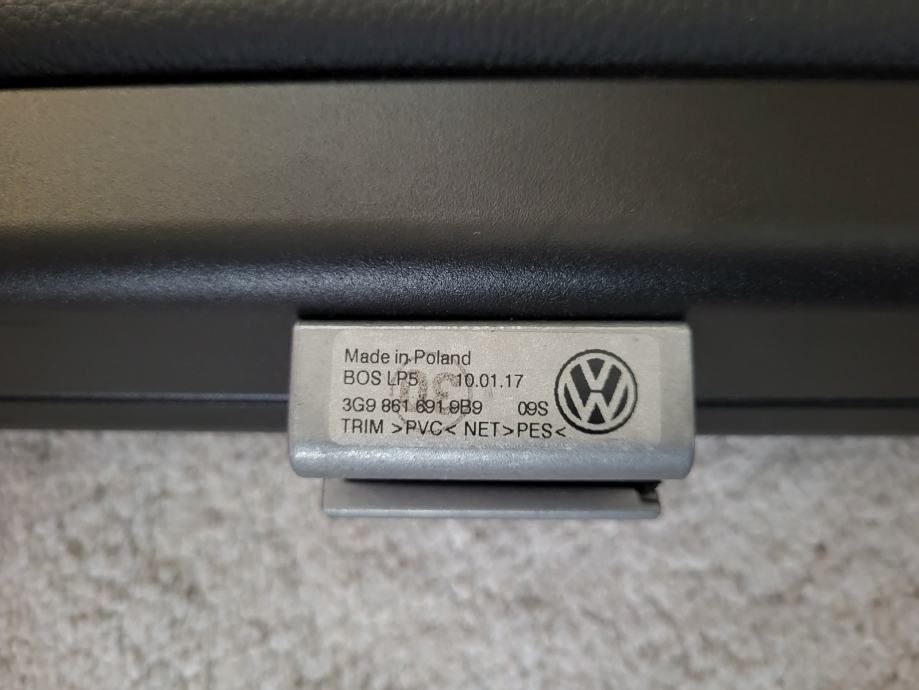 Made in Poland
BOS LP5 10.01.17
3G9 861 691 9B9 09S
TRIM >PVC< NET>PES<